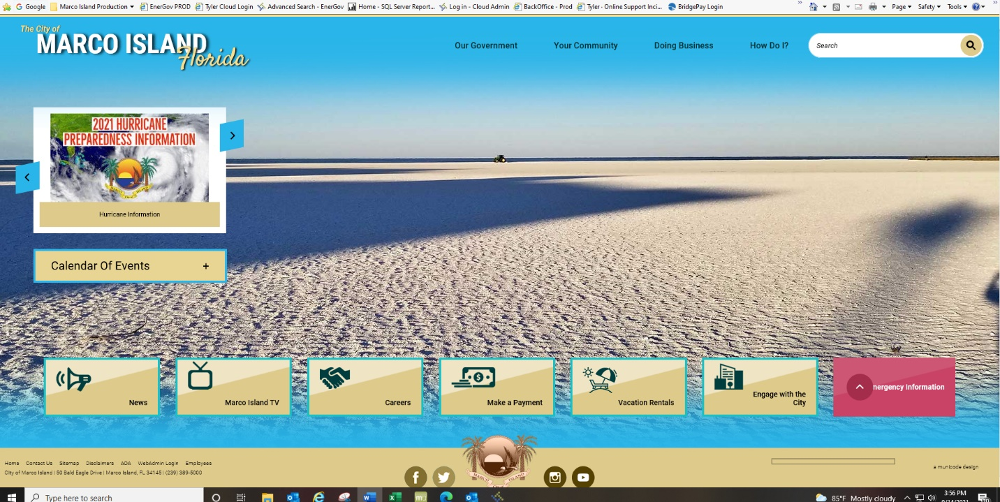 Google Marco Island Production EnerGov PROD Tyler Cloud Login Advanced Search - EnerGov Home - SQL Server Report... Log in - Cloud Admin BackOffice - Prod Tyler - Online Support Inci... BridgePay Login Page Safety Tools
The City of
MARCO ISLAND
Florida
Our Government Your Community Doing Business How Do I? Search
2021 HURRICANE
PREPAREDNESS INFORMATION
Hurricane Information
Calendar Of Events +
News
Marco Island TV
Careers
Make a Payment
Vacation Rentals
Engage with the
City
mergency Information
MARCO ISLAND
Home Contact Us Sitemap Disclaimers ADA WebAdmin Login Employees
City of Marco Island | 50 Bald Eagle Drive | Marco Island, FL 34145 | (239) 389-5000
a municode design
Type here to search
85°F Mostly cloudy
3:56 PM